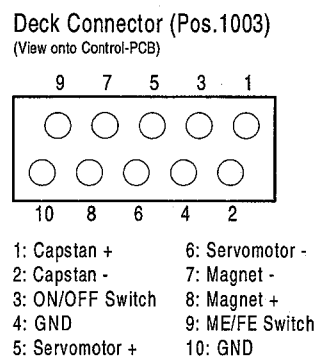 Deck Connector (Pos.1003)
(View onto Control-PCB)
9 7 5 3 1
10 8 6 4 2
1: Capstan +
2: Capstan -
3: ON/OFF Switch
4: GND
5: Servomotor +
6: Servomotor -
7: Magnet -
8: Magnet +
9: ME/FE Switch
10: GND